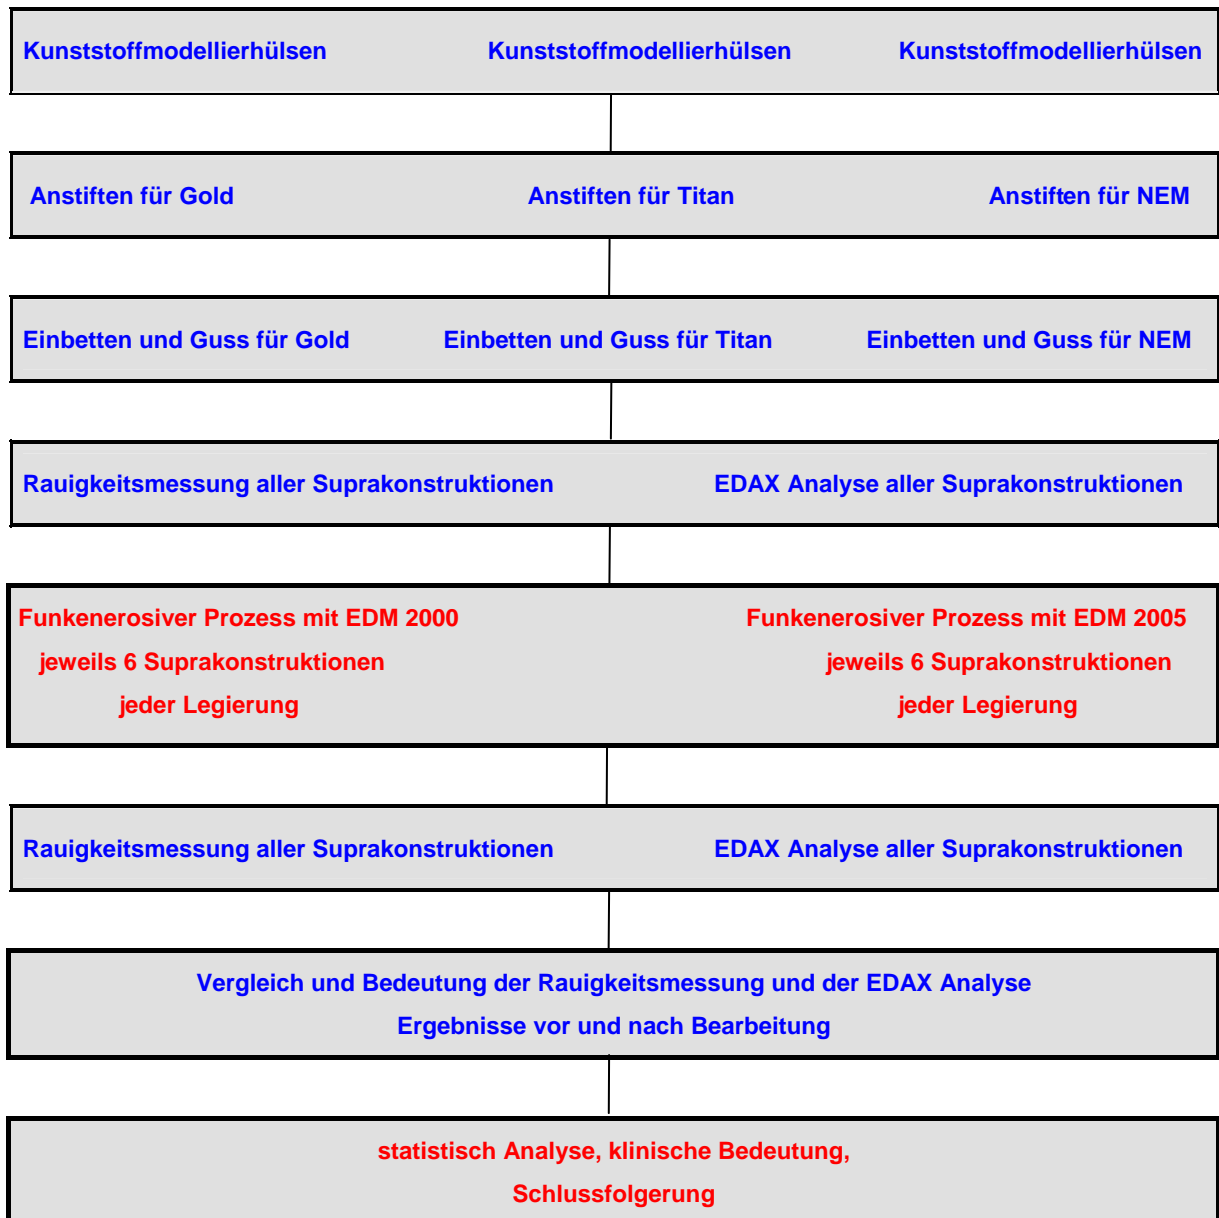 Kunststoffmodellierhülsen Kunststoffmodellierhülsen Kunststoffmodellierhülsen
Anstiften für Gold Anstiften für Titan Anstiften für NEM
Einbetten und Guss für Gold Einbetten und Guss für Titan Einbetten und Guss für NEM
Rauigkeitsmessung aller Suprakonstruktionen EDAX Analyse aller Suprakonstruktionen
Funkenerosiver Prozess mit EDM 2000 Funkenerosiver Prozess mit EDM 2005
jeweils 6 Suprakonstruktionen jeweils 6 Suprakonstruktionen
jeder Legierung jeder Legierung
Rauigkeitsmessung aller Suprakonstruktionen EDAX Analyse aller Suprakonstruktionen
Vergleich und Bedeutung der Rauigkeitsmessung und der EDAX Analyse
Ergebnisse vor und nach Bearbeitung
statistisch Analyse, klinische Bedeutung,
Schlussfolgerung